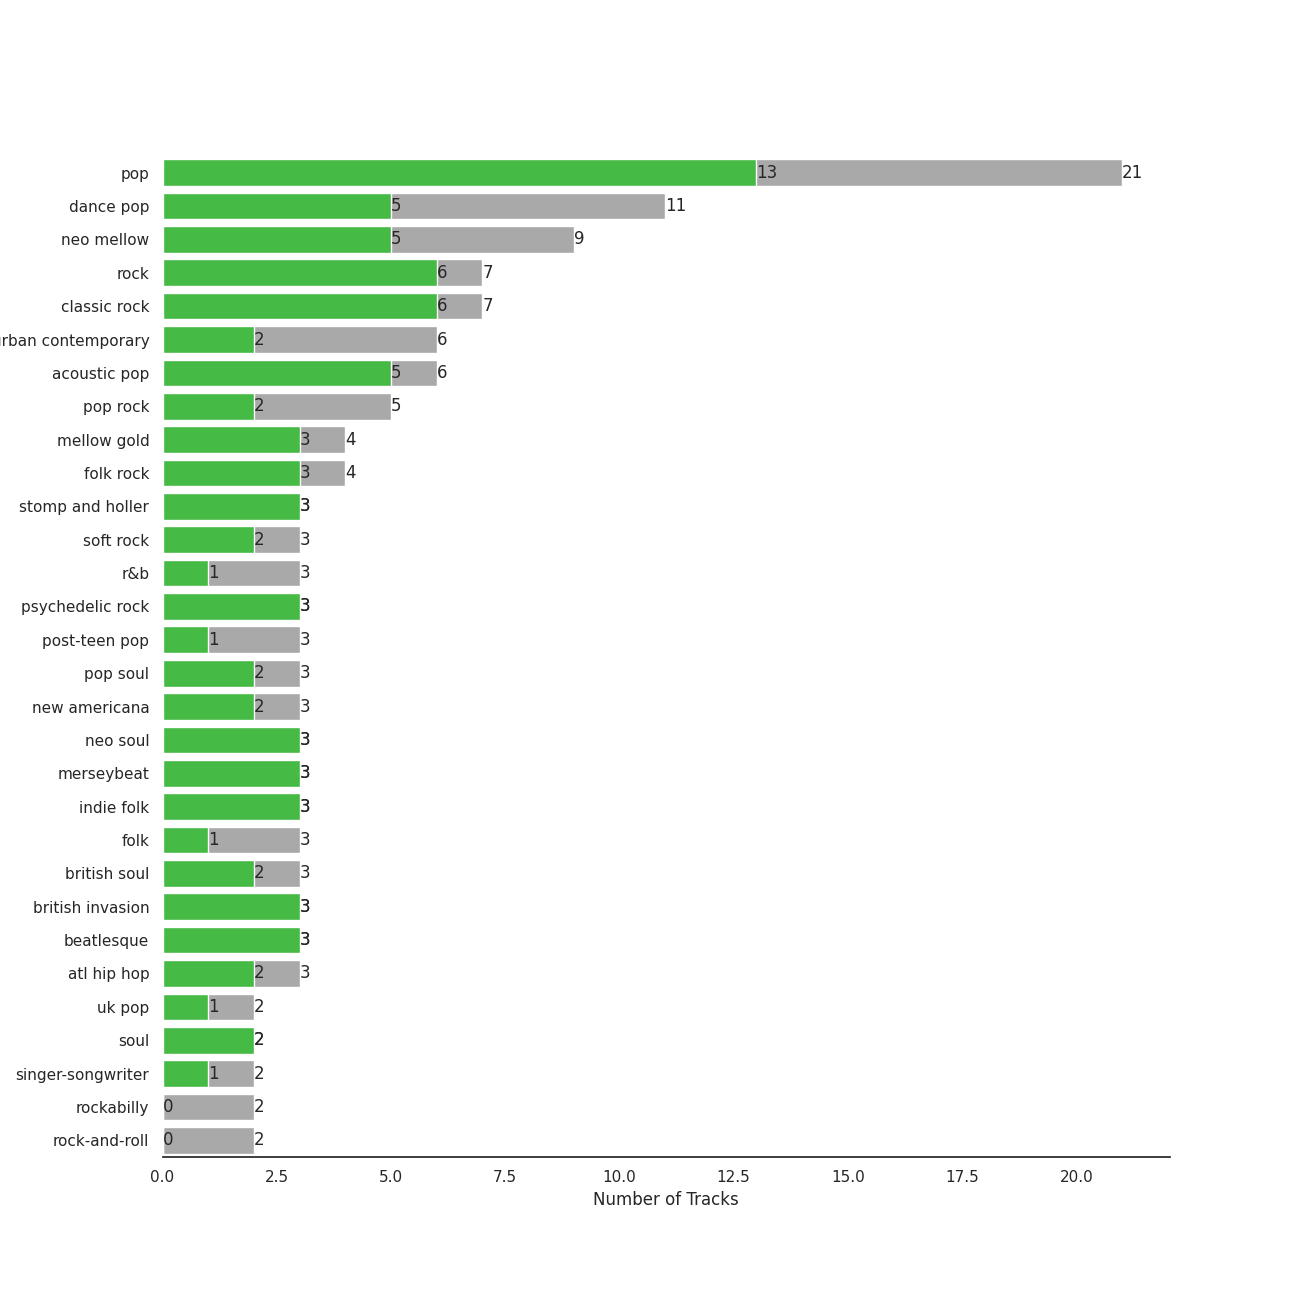 pop 13 21
dance pop 5 11
neo mellow 5 9
rock 6 7
classic rock 6 7
rban contemporary 2 6
acoustic pop 5 6
pop rock 2 5
mellow gold 3 4
folk rock 3 4
stomp and holler 3
soft rock 2 3
r&b 1 3
psychedelic rock 3
post-teen pop 1 3
pop soul 2 3
new americana 2 3
neo soul 3
merseybeat 3
indie folk 3
folk 1 3
british soul 2 3
british invasion 3
beatlesque 3
atl hip hop 2 3
uk pop 1 2
soul 2
singer-songwriter 1 2
rockabilly 0 2
rock-and-roll 0 2
0.0 2.5 5.0 7.5 10.0 12.5 15.0 17.5 20.0
Number of Tracks